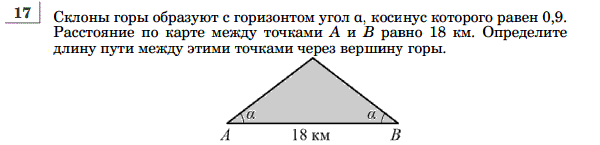 17 Склоны горы образуют с горизонтом угол α, косинус которого равен 0,9.
Расстояние по карте между точками A и B равно 18 км. Определите
длину пути между этими точками через вершину горы.
α α
A 18 км B